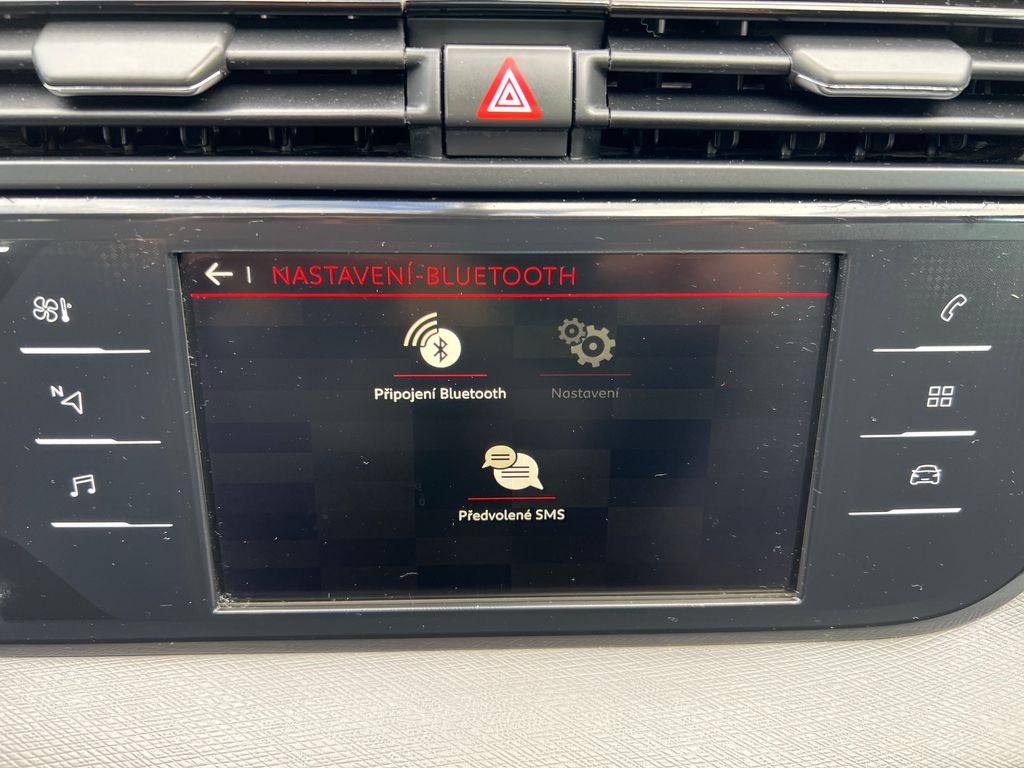 NASTAVENÍ-BLUETOOTH
Připojení Bluetooth
Nastavení
N
Předvolené SMS